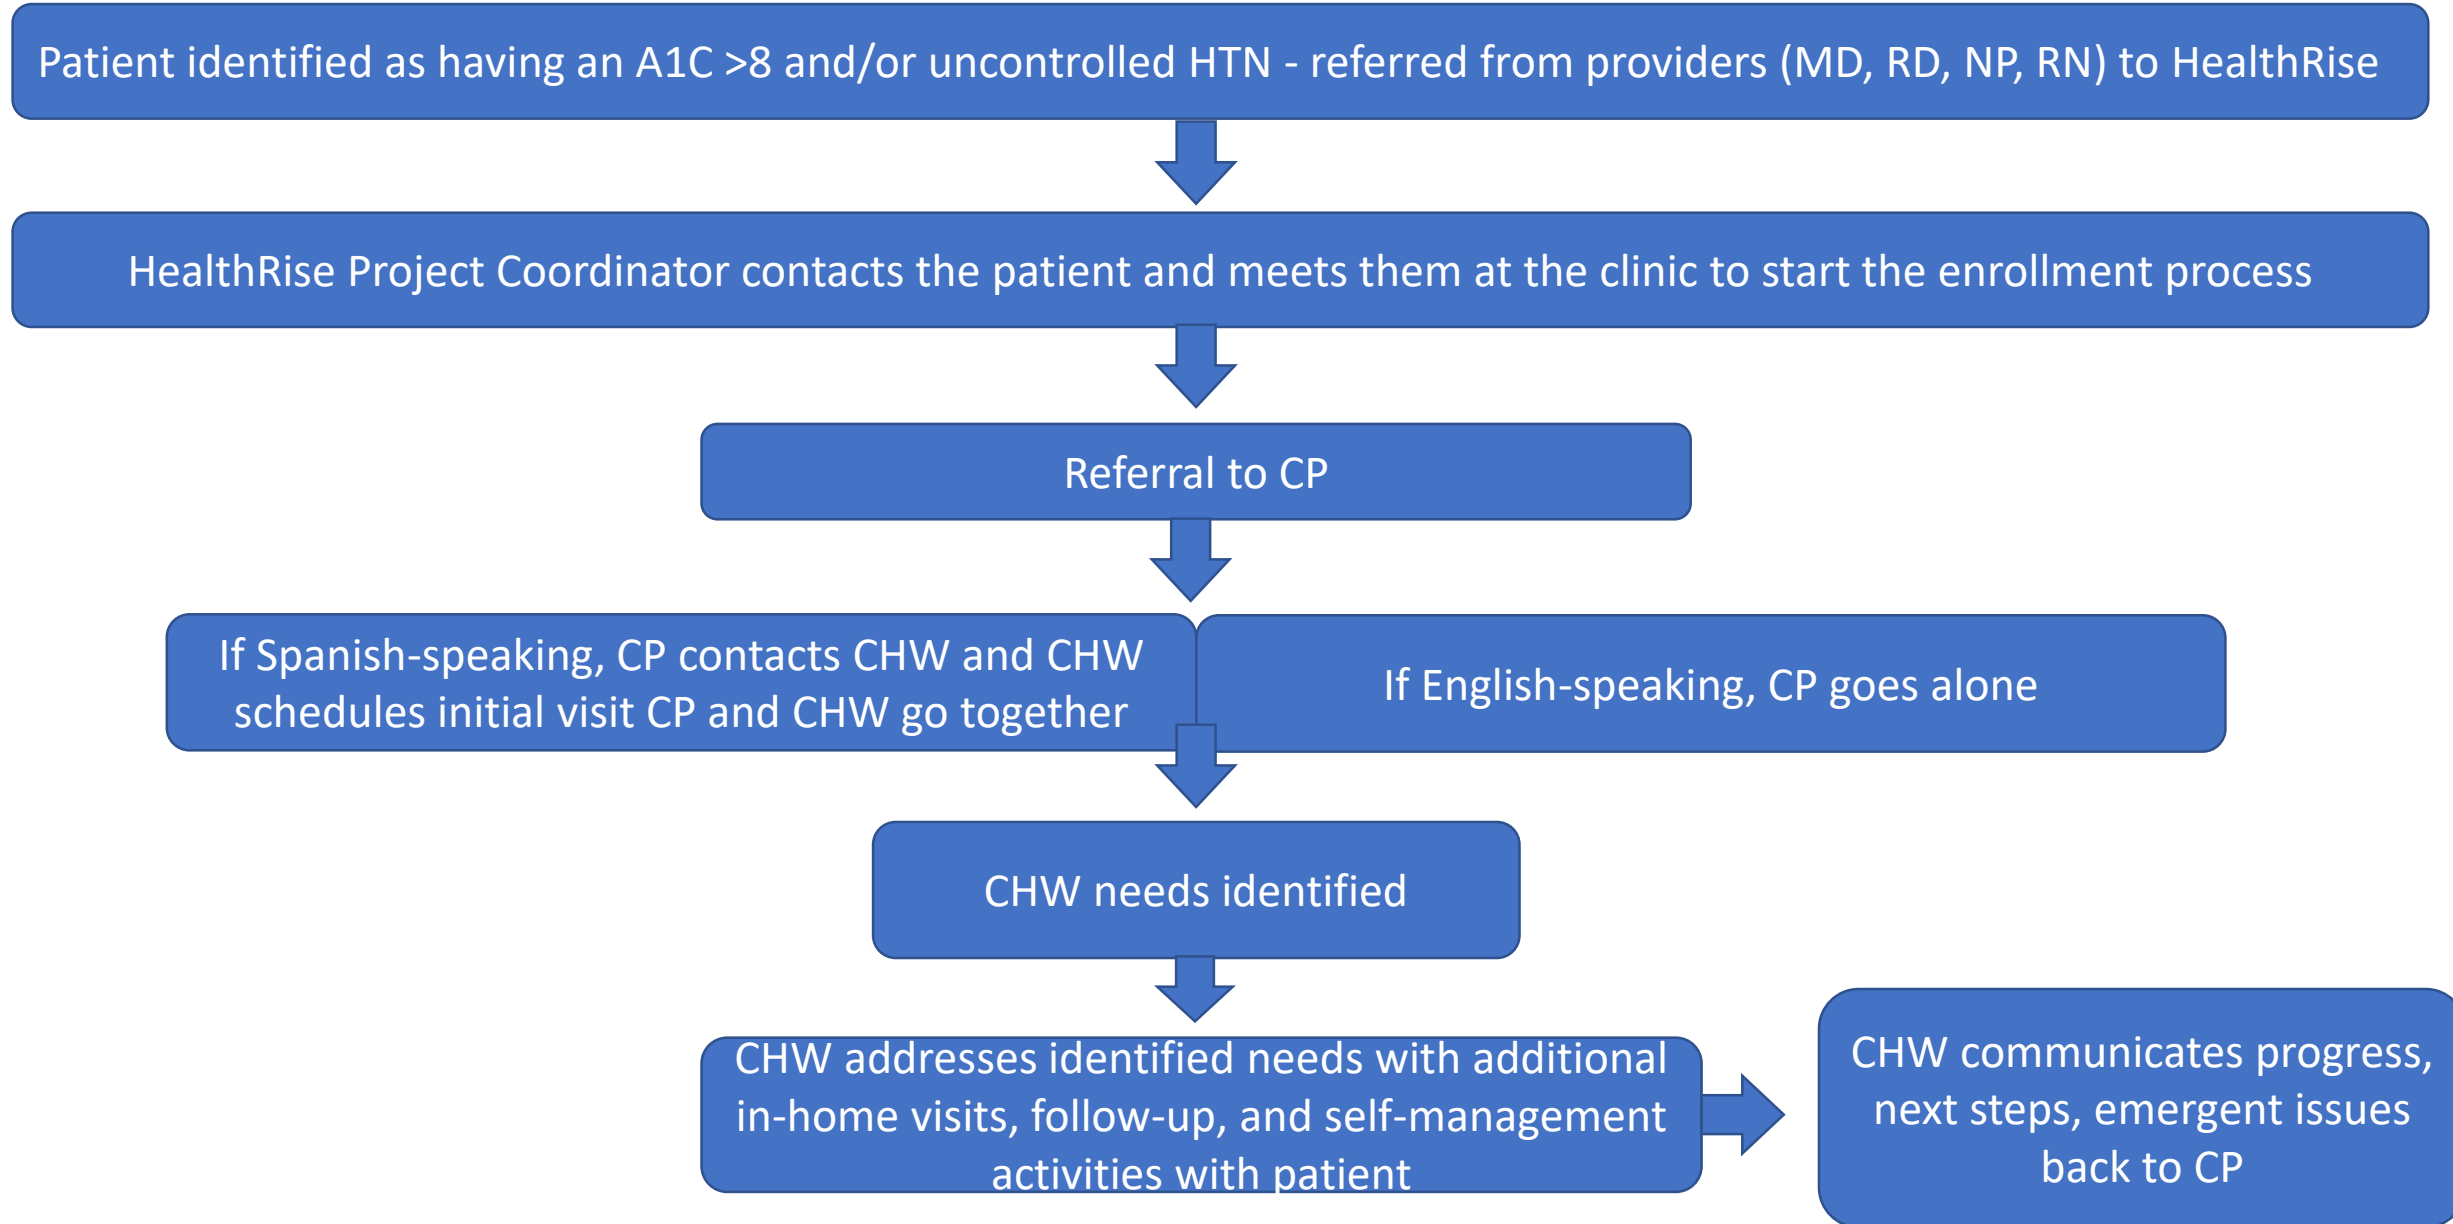 Patient identified as having an A1C >8 and/or uncontrolled HTN - referred from providers (MD, RD, NP, RN) to HealthRise
HealthRise Project Coordinator contacts the patient and meets them at the clinic to start the enrollment process
Referral to CP
If Spanish-speaking, CP contacts CHW and CHW
schedules initial visit CP and CHW go together
If English-speaking, CP goes alone
CHW needs identified
CHW addresses identified needs with additional
in-home visits, follow-up, and self-management
activities with patient
CHW communicates progress,
next steps, emergent issues
back to CP